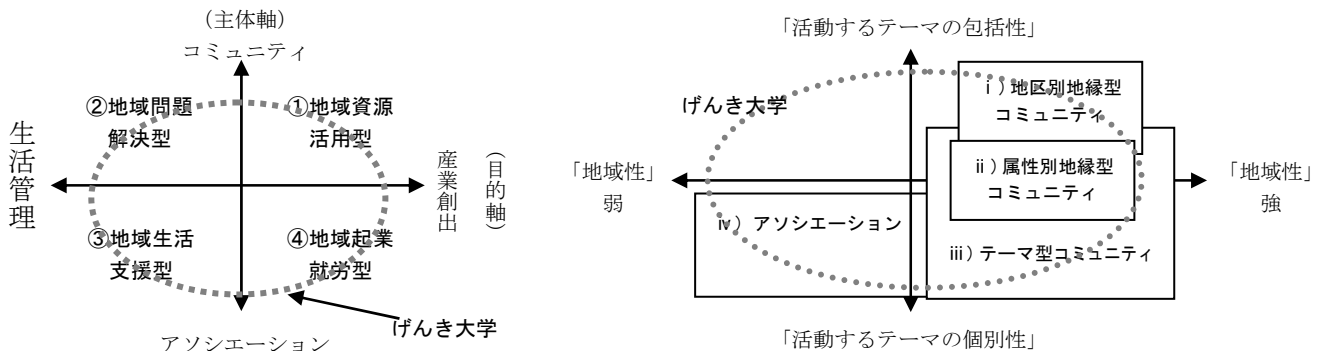 （主体軸）
コミュニティ
②地域問題
解決型
①地域資源
活用型
生活管理
産業創出
（目的軸）
③地域生活
支援型
④地域起業
就労型
げんき大学
アソシエーション
「活動するテーマの包括性」
げんき大学
ⅰ）地区別地縁型
コミュニティ
「地域性」
弱
ⅱ）属性別地縁型
コミュニティ
「地域性」
強
ⅳ）アソシエーション
ⅲ）テーマ型コミュニティ
「活動するテーマの個別性」